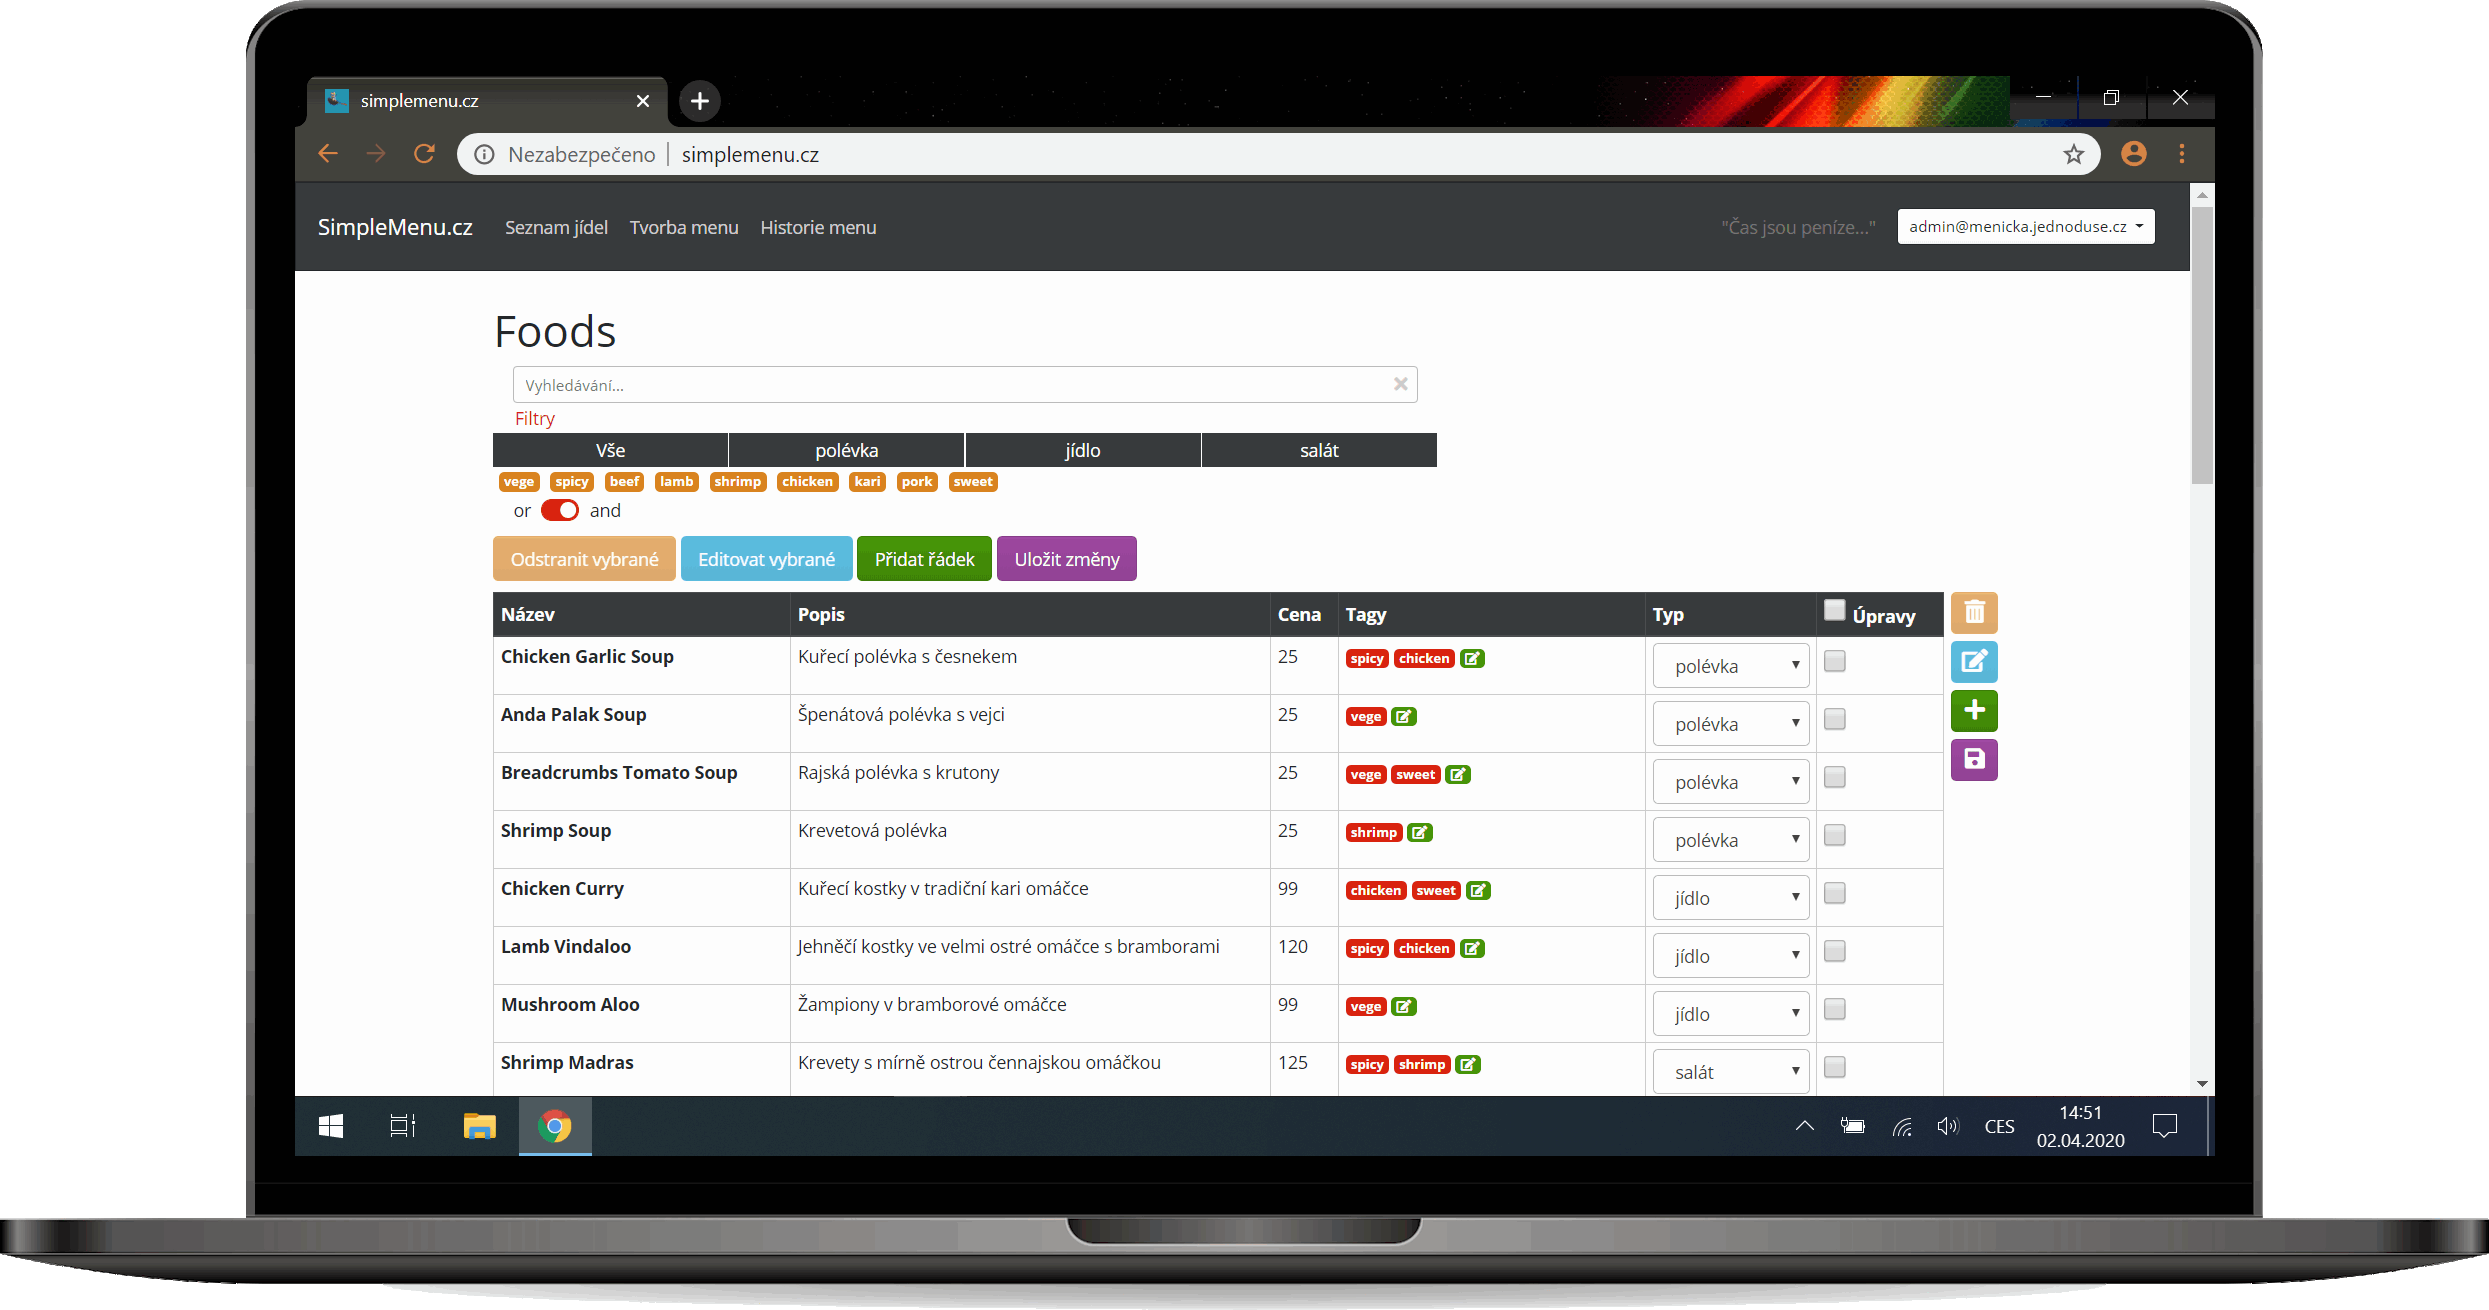 simplemenu.cz
Nezabezpečeno | simplemenu.cz
SimpleMenu.cz Seznam jídel Tvorba menu Historie menu "Čas jsou peníze..." admin@menicka.jednoduse.cz
Foods
Vyhledávání...
Filtry
Vše polévka jídlo salát
vege spicy beef lamb shrimp chicken kari pork sweet
or and
Odstranit vybrané Editovat vybrané Přidat řádek Uložit změny
Název Popis Cena Tagy Typ Úpravy
Chicken Garlic Soup Kuřecí polévka s česnekem 25 spicy chicken polévka
Anda Palak Soup Špenátová polévka s vejci 25 vege polévka
Breadcrumbs Tomato Soup Rajská polévka s krutony 25 vege sweet polévka
Shrimp Soup Krevetová polévka 25 shrimp polévka
Chicken Curry Kuřecí kostky v tradiční kari omáčce 99 chicken sweet jídlo
Lamb Vindaloo Jehněčí kostky ve velmi ostré omáčce s bramborami 120 spicy chicken jídlo
Mushroom Aloo Žampiony v bramborové omáčce 99 vege jídlo
Shrimp Madras Krevety s mírně ostrou čennajskou omáčkou 125 spicy shrimp salát
CES 14:51
02.04.2020